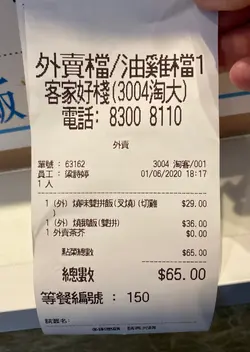 外賣檔/油雞檔1
客家好棧(3004淘大)
電話: 8300 8110
外賣
單號 : 63162 3004 淘客/001
員工 : 梁詩婷 01/06/2020 18:17
1 人
1 (外) 燒味雙拼飯(叉燒) (切雞 $29.00
)
1 (外) 燒鵝飯(雙拼) $36.00
1 外賣茶芥 $0.00
點菜總數 $65.00
總數 $65.00
等餐編號 : 150